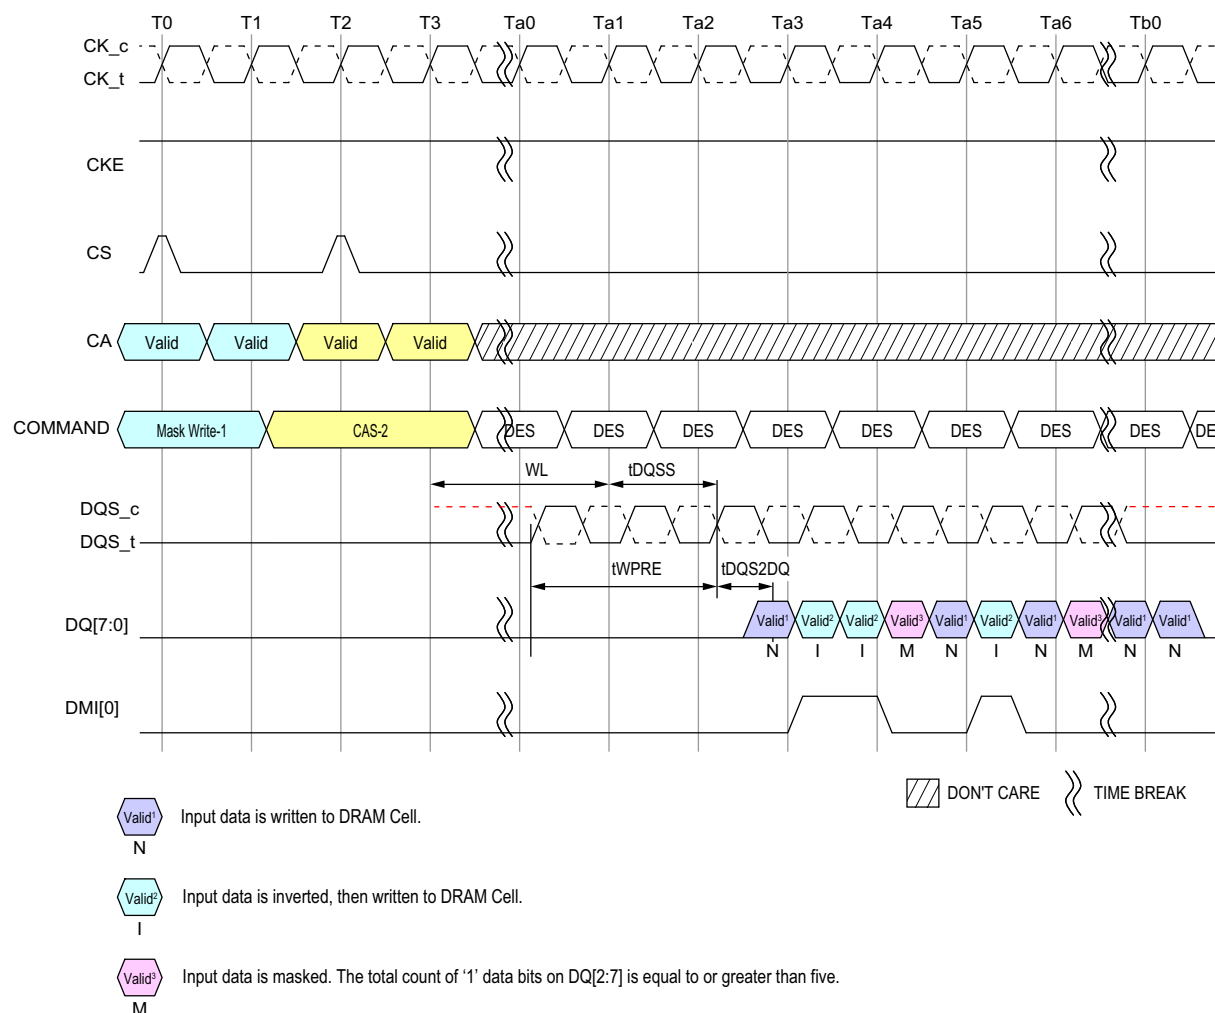 T0 T1 T2 T3 Ta0 Ta1 Ta2 Ta3 Ta4 Ta5 Ta6 Tb0
CK_c
CK_t
CKE
CS
CA Valid Valid Valid Valid
COMMAND Mask Write-1 CAS-2 DES DES DES DES DES DES DES DES DE
WL tDQSS
DQS_c
DQS_t
tWPRE tDQS2DQ
DQ[7:0] Valid¹ Valid² Valid² Valid³ Valid¹ Valid² Valid¹ Valid³ Valid¹ Valid¹
N I I M N I N M N N
DMI[0]
DON'T CARE TIME BREAK
Valid¹ Input data is written to DRAM Cell.
N
Valid² Input data is inverted, then written to DRAM Cell.
I
Valid³ Input data is masked. The total count of ‘1’ data bits on DQ[2:7] is equal to or greater than five.
M